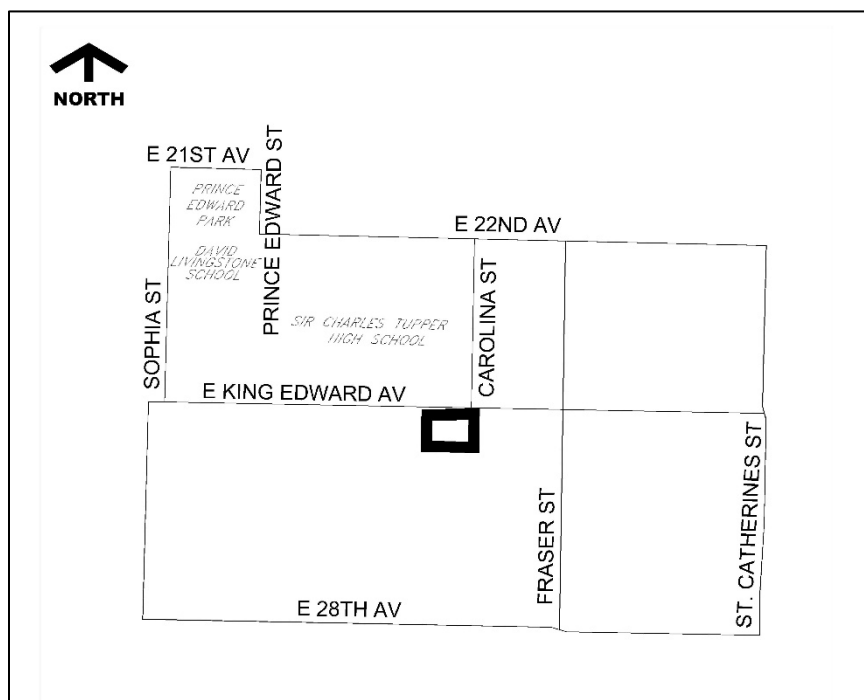 NORTH
E 21ST AV
PRINCE EDWARD ST
PRINCE
EDWARD
PARK
E 22ND AV
DAVID
LIVINGSTONE
SCHOOL
SOPHIA ST
CAROLINA ST
SIR CHARLES TUPPER
HIGH SCHOOL
E KING EDWARD AV
FRASER ST
ST. CATHERINES ST
E 28TH AV